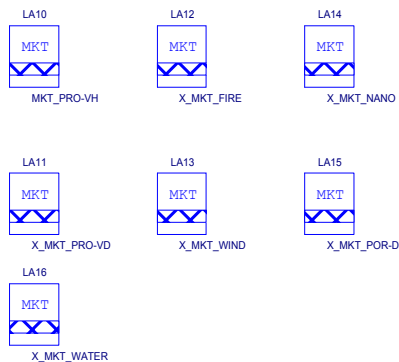 LA10 LA12 LA14
MKT MKT MKT
MKT_PRO-VH X_MKT_FIRE X_MKT_NANO
LA11 LA13 LA15
MKT MKT MKT
X_MKT_PRO-VD X_MKT_WIND X_MKT_POR-D
LA16
MKT
X_MKT_WATER